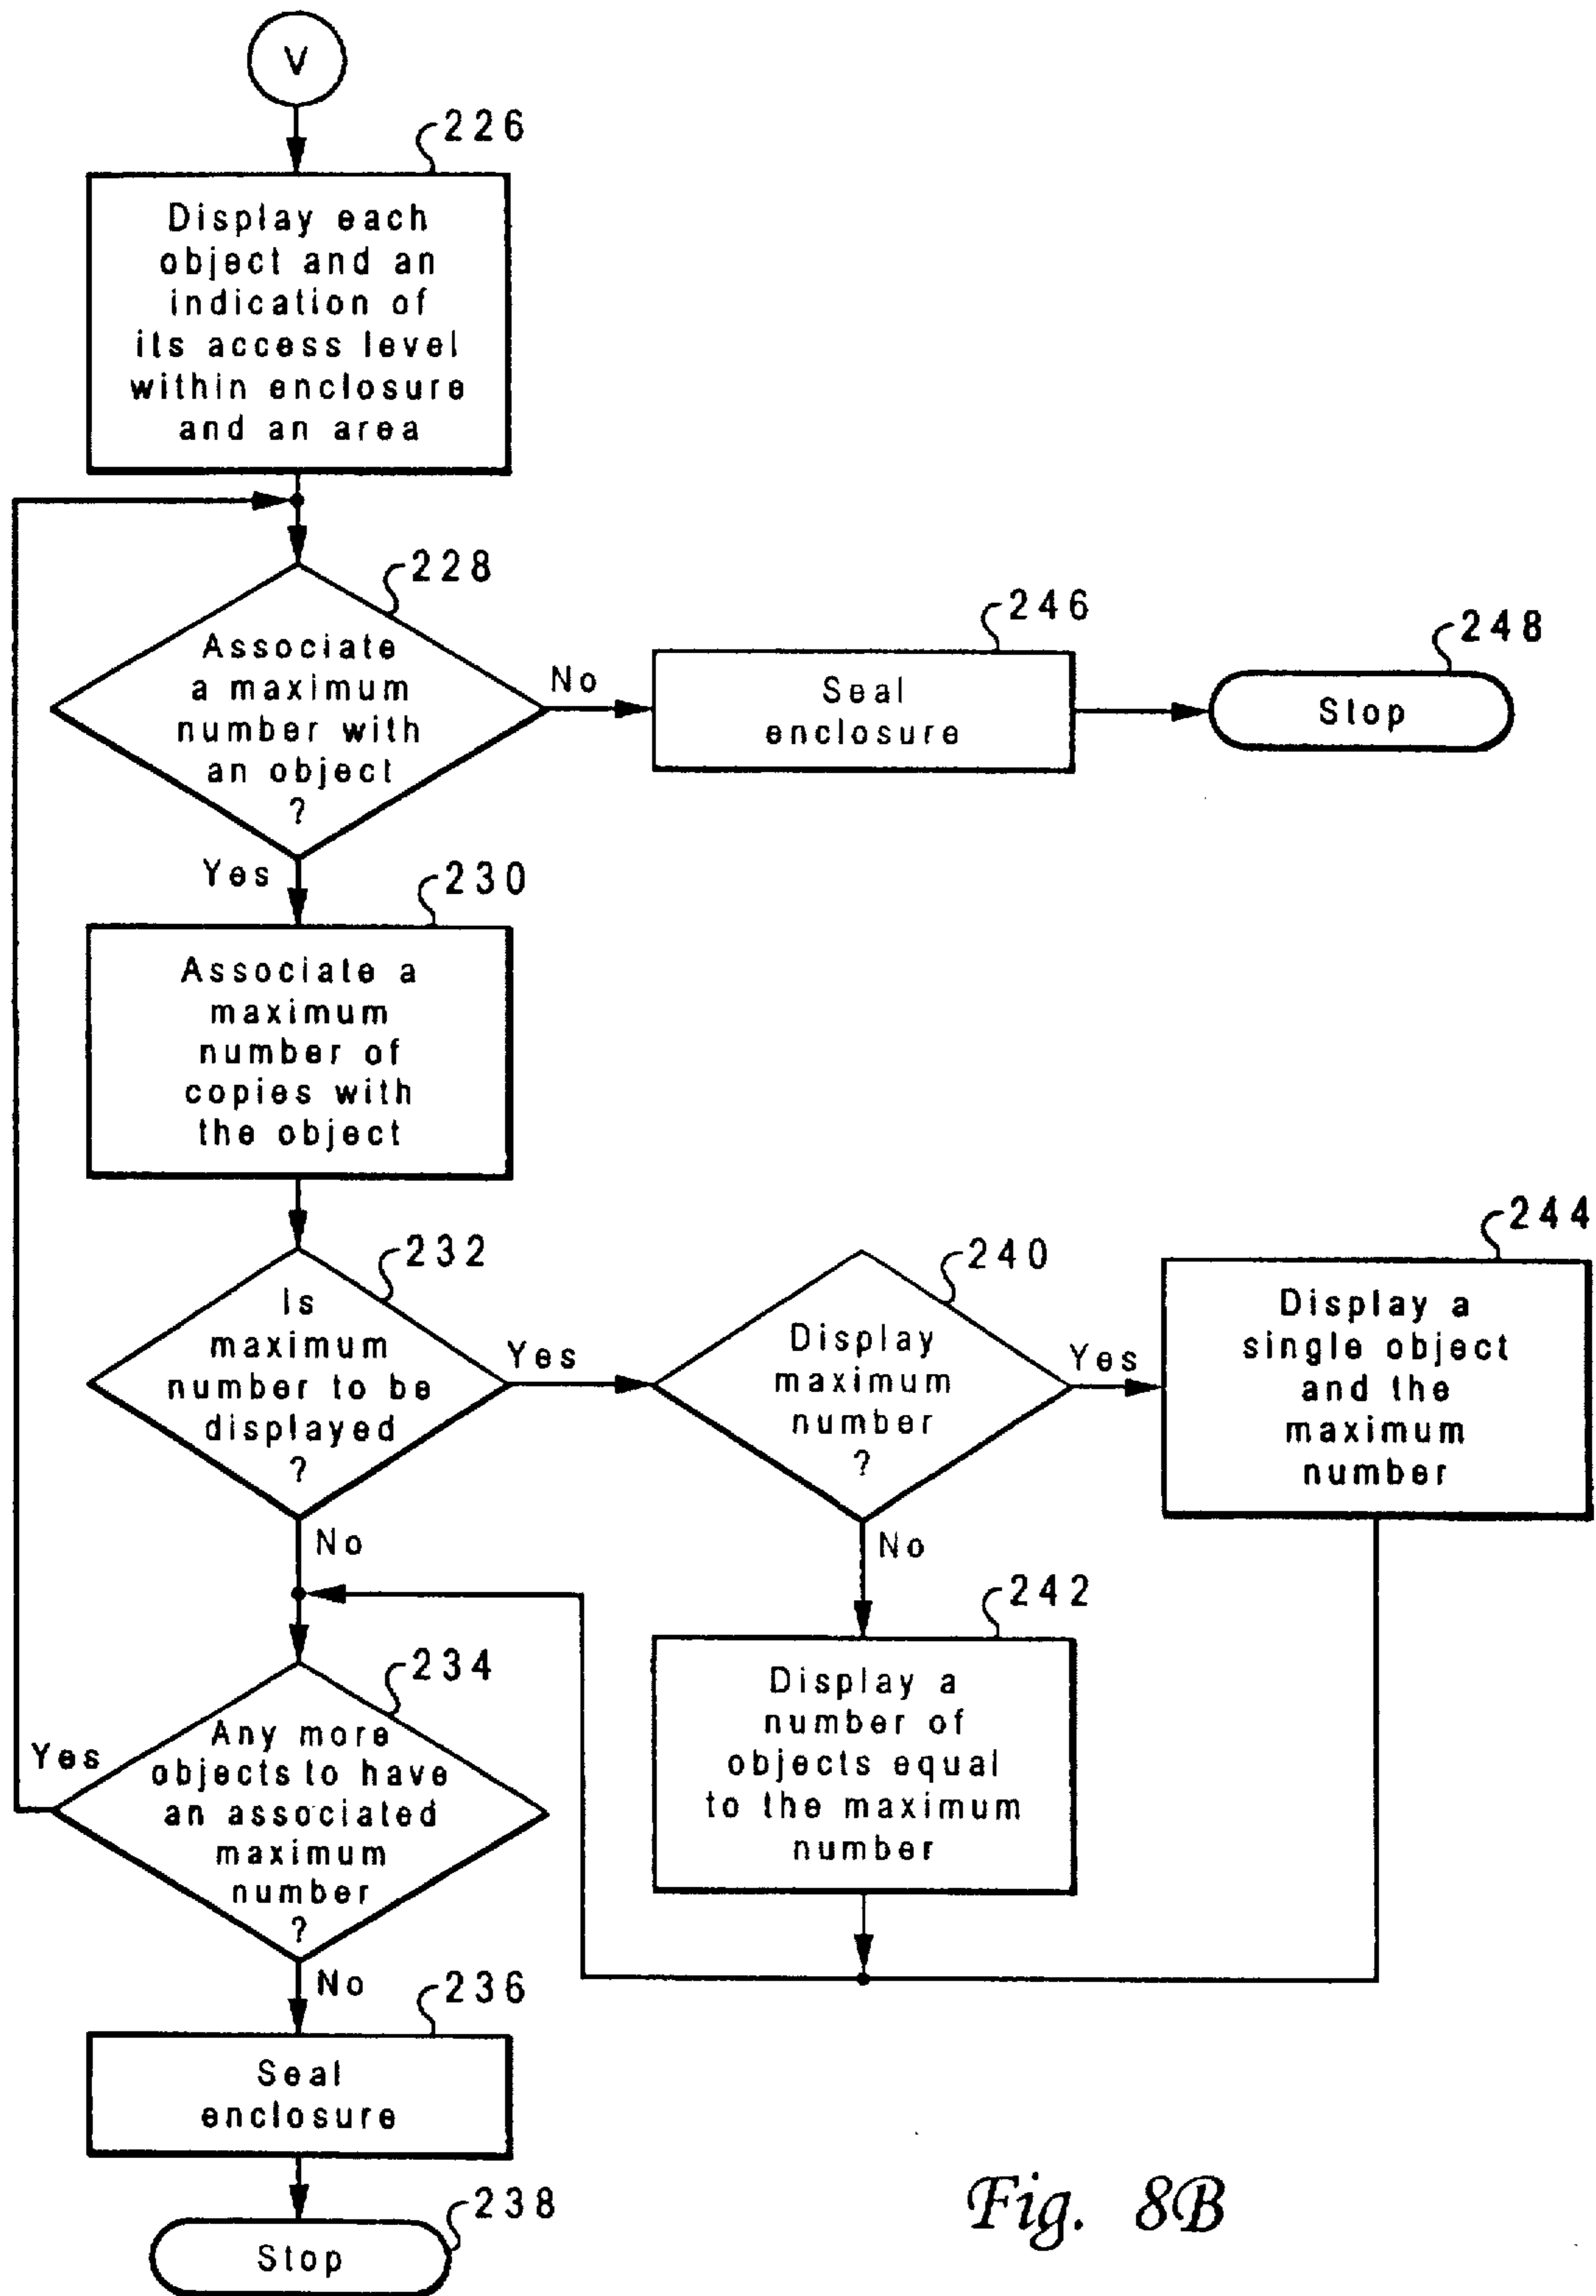 V
226
Display each
object and an
indication of
its access level
within enclosure
and an area
228
Associate
a maximum
number with
an object
?
No
246
Seal
enclosure
248
Stop
Yes
230
Associate a
maximum
number of
copies with
the object
232
Is
maximum
number to be
displayed
?
Yes
240
Display
maximum
number
?
Yes
244
Display a
single object
and the
maximum
number
No
No
242
Display a
number of
objects equal
to the maximum
number
234
Any more
objects to have
an associated
maximum
number
?
Yes
No
236
Seal
enclosure
238
Stop
Fig. 8B